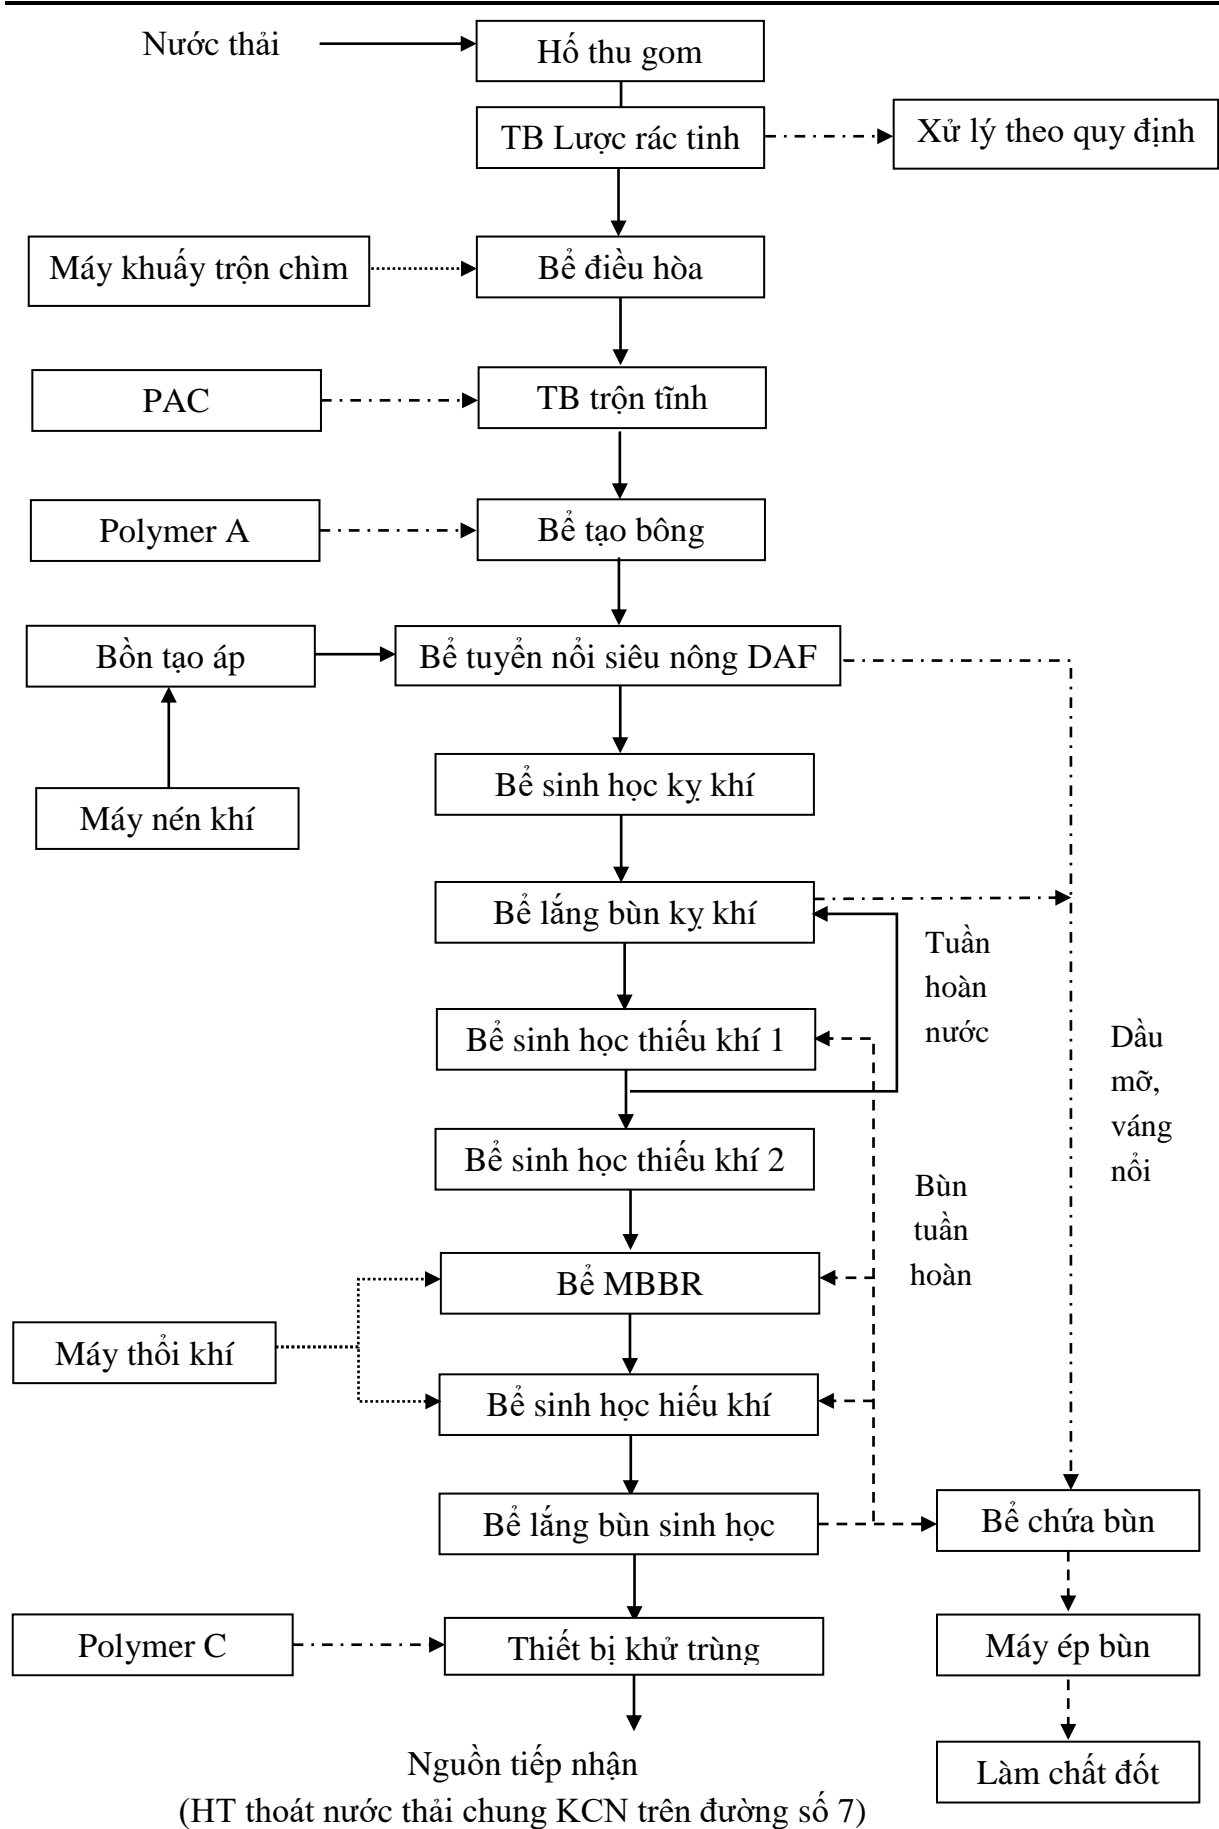 Nước thải
Hố thu gom
TB Lược rác tinh
Xử lý theo quy định
Máy khuấy trộn chìm
Bể điều hòa
PAC
TB trộn tĩnh
Polymer A
Bể tạo bông
Bồn tạo áp
Bể tuyển nổi siêu nông DAF
Bể sinh học kỵ khí
Máy nén khí
Bể lắng bùn kỵ khí
Tuần
hoàn
nước
Bể sinh học thiếu khí 1
Dầu
mỡ,
váng
nổi
Bể sinh học thiếu khí 2
Bùn
tuần
hoàn
Bể MBBR
Máy thổi khí
Bể sinh học hiếu khí
Bể lắng bùn sinh học
Bể chứa bùn
Polymer C
Thiết bị khử trùng
Máy ép bùn
Nguồn tiếp nhận
(HT thoát nước thải chung KCN trên đường số 7)
Làm chất đốt